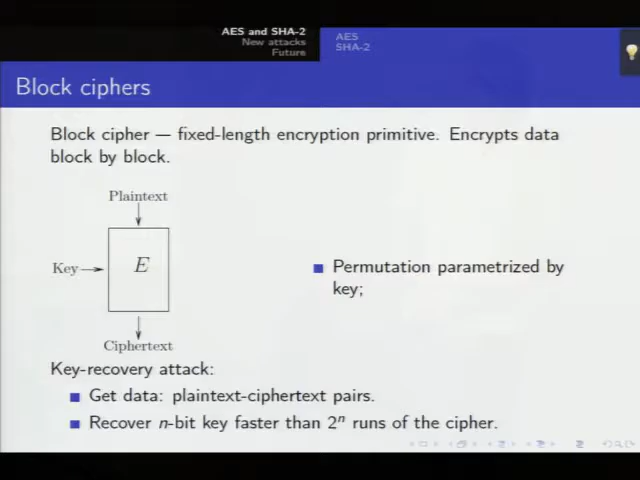 AES and SHA-2
New attacks
Future
AES
SHA-2
Block ciphers
Block cipher — fixed-length encryption primitive. Encrypts data
block by block.
Plaintext
Key
E
Ciphertext
Permutation parametrized by
key;
Key-recovery attack:
Get data: plaintext-ciphertext pairs.
Recover n-bit key faster than 2ⁿ runs of the cipher.